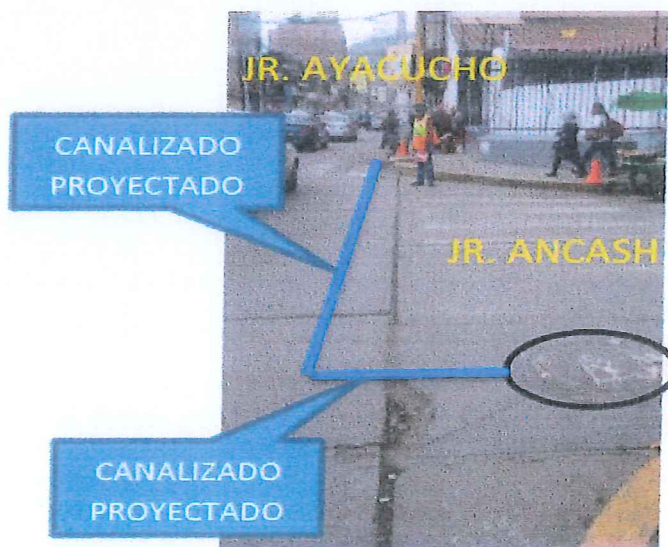 JR. AYACUCHO
CANALIZADO
PROYECTADO
JR. ANCASH
CANALIZADO
PROYECTADO